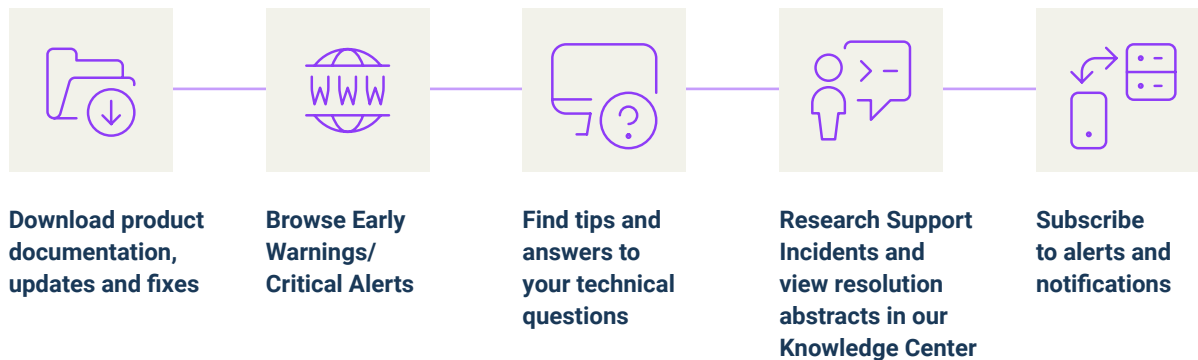 WWW
Download product
documentation,
updates and fixes
Browse Early
Warnings/
Critical Alerts
Find tips and
answers to
your technical
questions
Research Support
Incidents and
view resolution
abstracts in our
Knowledge Center
Subscribe
to alerts and
notifications